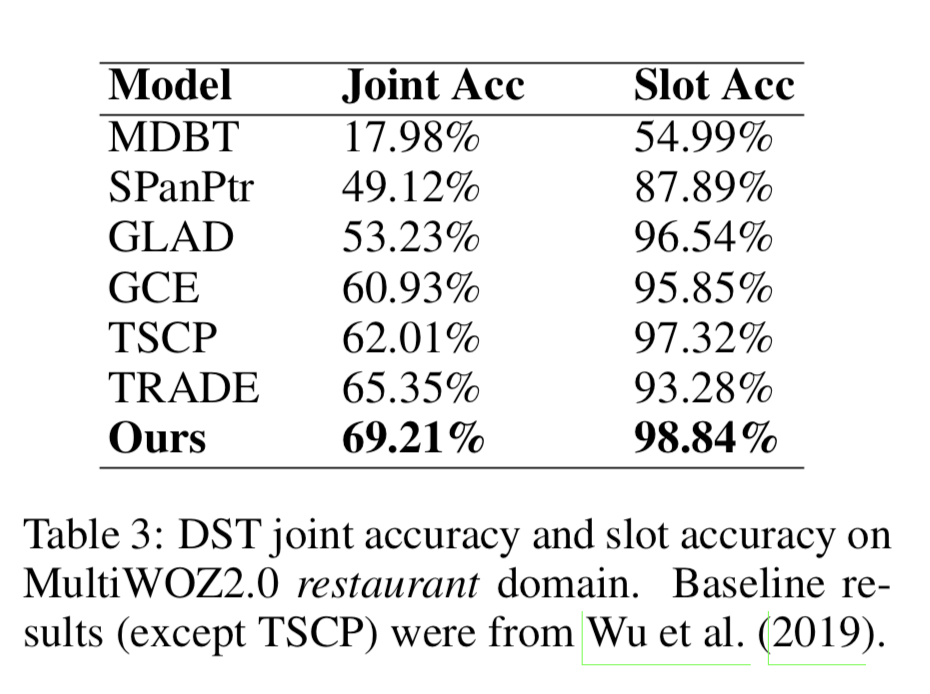 Model Joint Acc Slot Acc
MDBT 17.98% 54.99%
SPanPtr 49.12% 87.89%
GLAD 53.23% 96.54%
GCE 60.93% 95.85%
TSCP 62.01% 97.32%
TRADE 65.35% 93.28%
Ours 69.21% 98.84%
Table 3: DST joint accuracy and slot accuracy on
MultiWOZ2.0 restaurant domain. Baseline re-
sults (except TSCP) were from Wu et al. (2019).